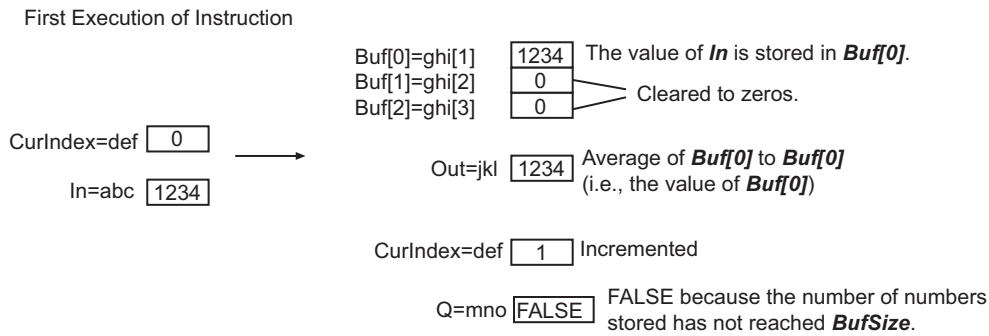 First Execution of Instruction
Buf[0]=ghi[1] 1234 The value of In is stored in Buf[0].
Buf[1]=ghi[2] 0
Cleared to zeros.
Buf[2]=ghi[3] 0
CurIndex=def 0
In=abc 1234
Out=jkl 1234 Average of Buf[0] to Buf[0]
(i.e., the value of Buf[0])
CurIndex=def 1 Incremented
Q=mno FALSE FALSE because the number of numbers
stored has not reached BufSize.